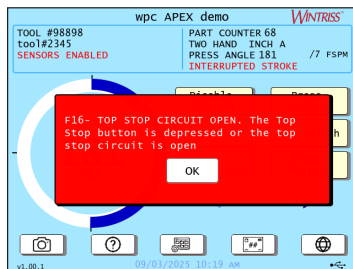 wpc APEX demo
WINTRISS
TOOL #98898
tool#2345
SENSORS ENABLED
PART COUNTER 68
TWO HAND INCH A
PRESS ANGLE 181 /7 FSPM
INTERRUPTED STROKE
F16- TOP STOP CIRCUIT OPEN. The Top
Stop button is depressed or the top
stop circuit is open
OK
##
v1.00.1
09/03/2025 10:19 AM